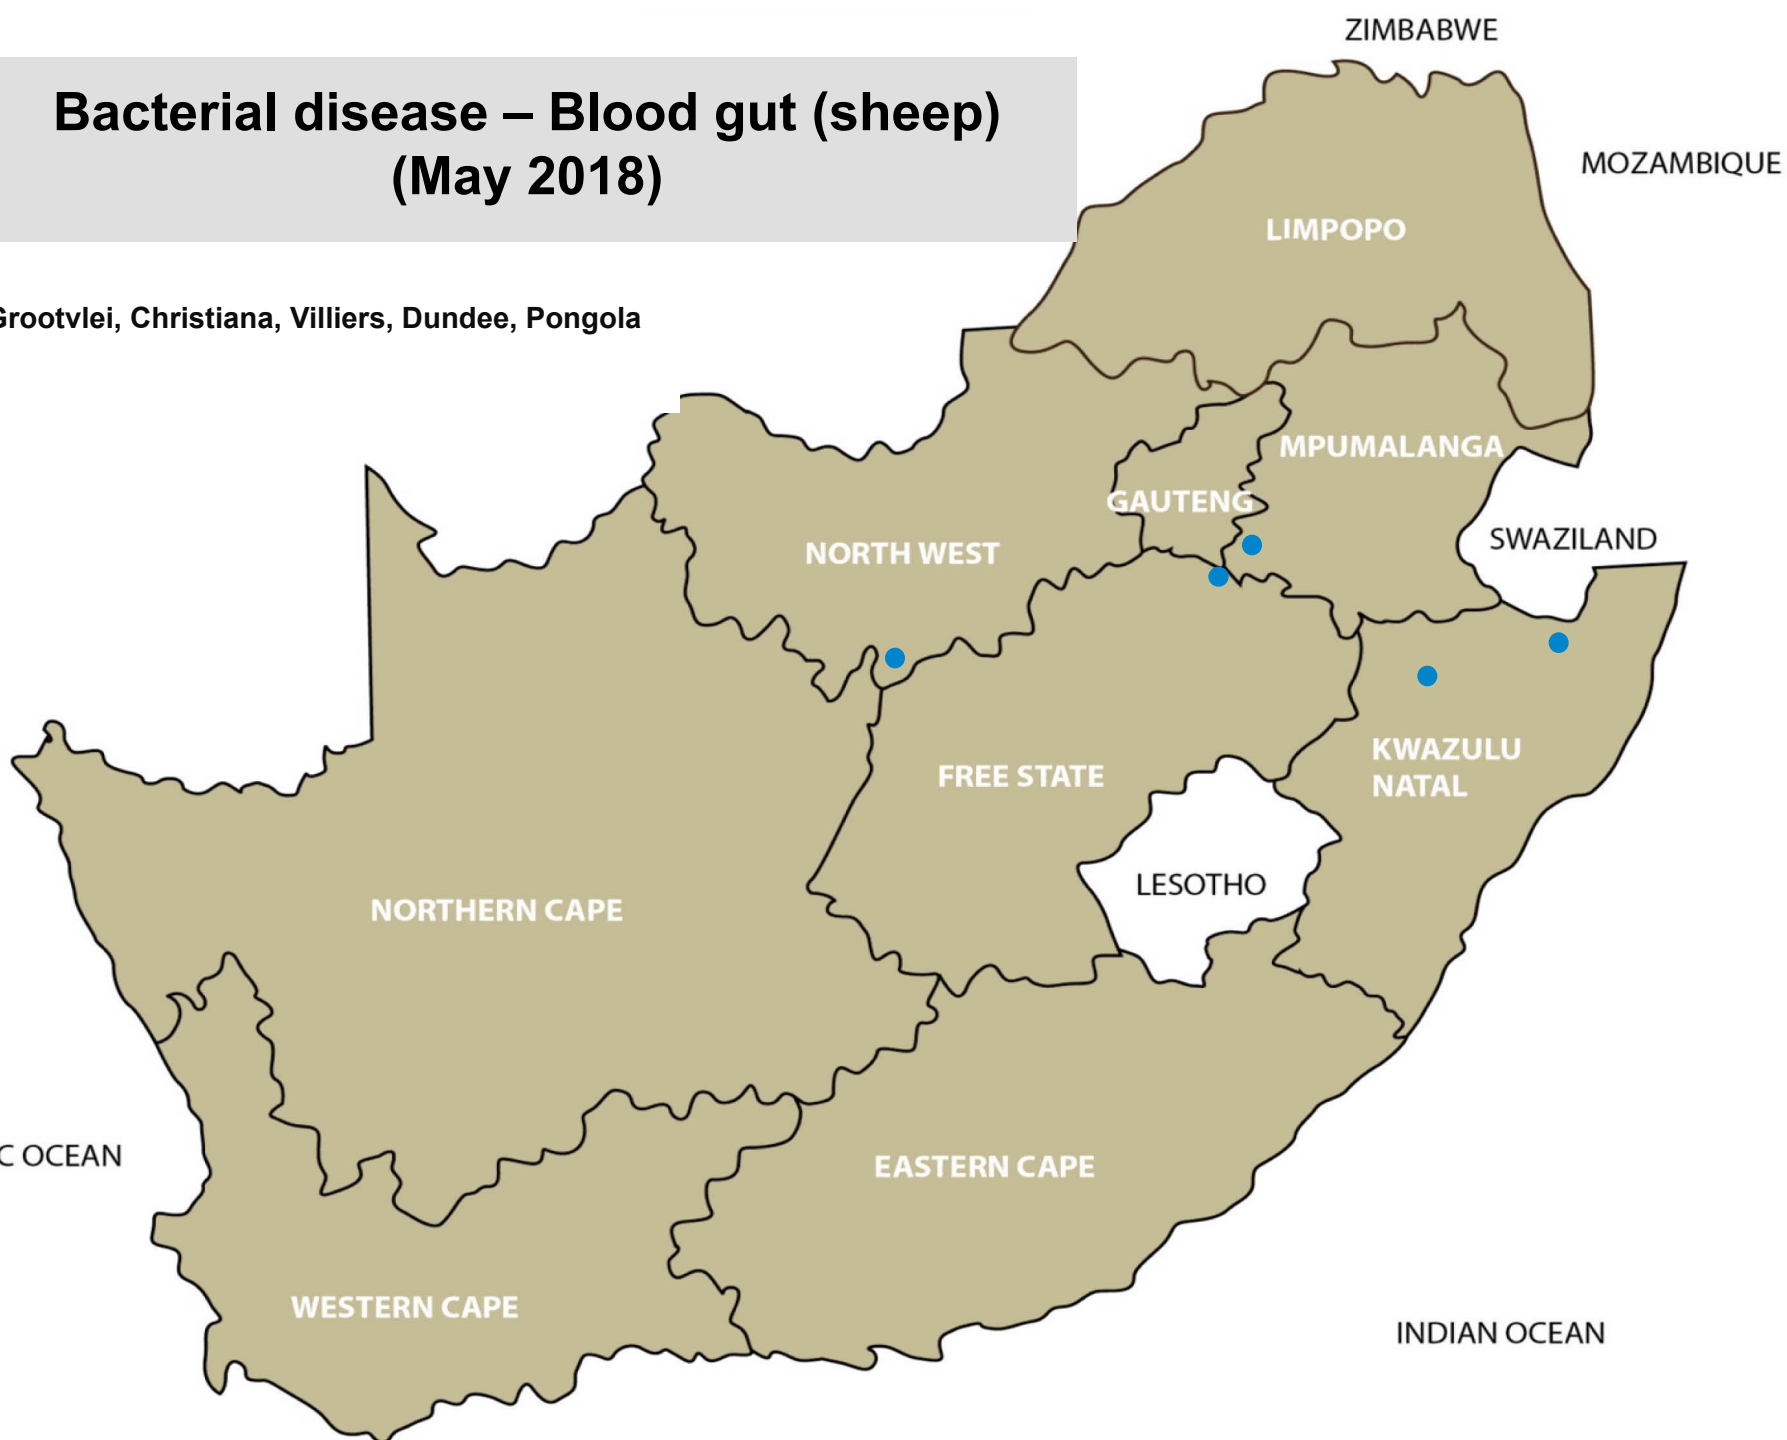 ZIMBABWE
Bacterial disease – Blood gut (sheep)
(May 2018)
MOZAMBIQUE
LIMPOPO
Grootvlei, Christiana, Villiers, Dundee, Pongola
MPUMALANGA
GAUTENG
SWAZILAND
NORTH WEST
KWAZULU
NATAL
FREE STATE
LESOTHO
NORTHERN CAPE
C OCEAN
EASTERN CAPE
WESTERN CAPE
INDIAN OCEAN